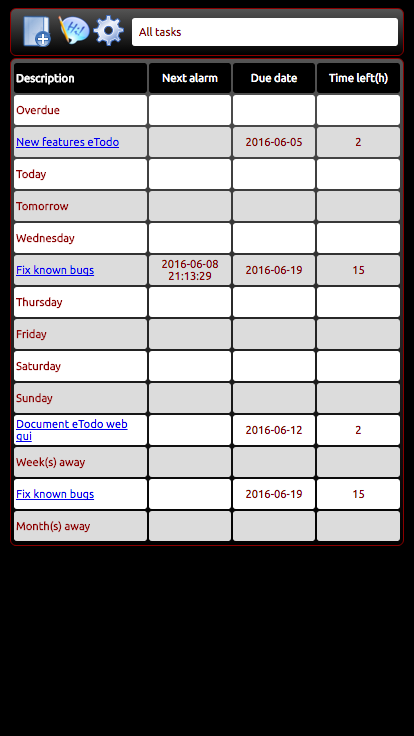 All tasks
Description Next alarm Due date Time left(h)
Overdue
New features eTodo 2016-06-05 2
Today
Tomorrow
Wednesday
Fix known bugs 2016-06-08 21:13:29 2016-06-19 15
Thursday
Friday
Saturday
Sunday
Document eTodo web gui 2016-06-12 2
Week(s) away
Fix known bugs 2016-06-19 15
Month(s) away